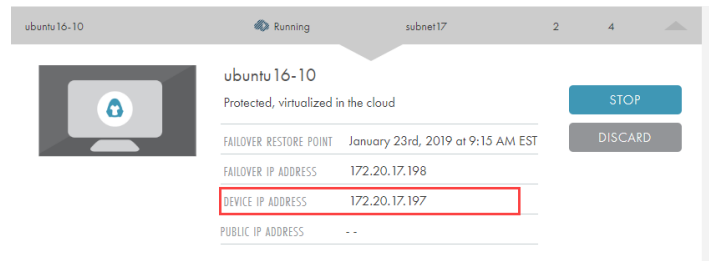 ubuntu16-10 Running subnet17 2 4
ubuntu16-10
Protected, virtualized in the cloud
STOP
DISCARD
FAILOVER RESTORE POINT January 23rd, 2019 at 9:15 AM EST
FAILOVER IP ADDRESS 172.20.17.198
DEVICE IP ADDRESS 172.20.17.197
PUBLIC IP ADDRESS - -